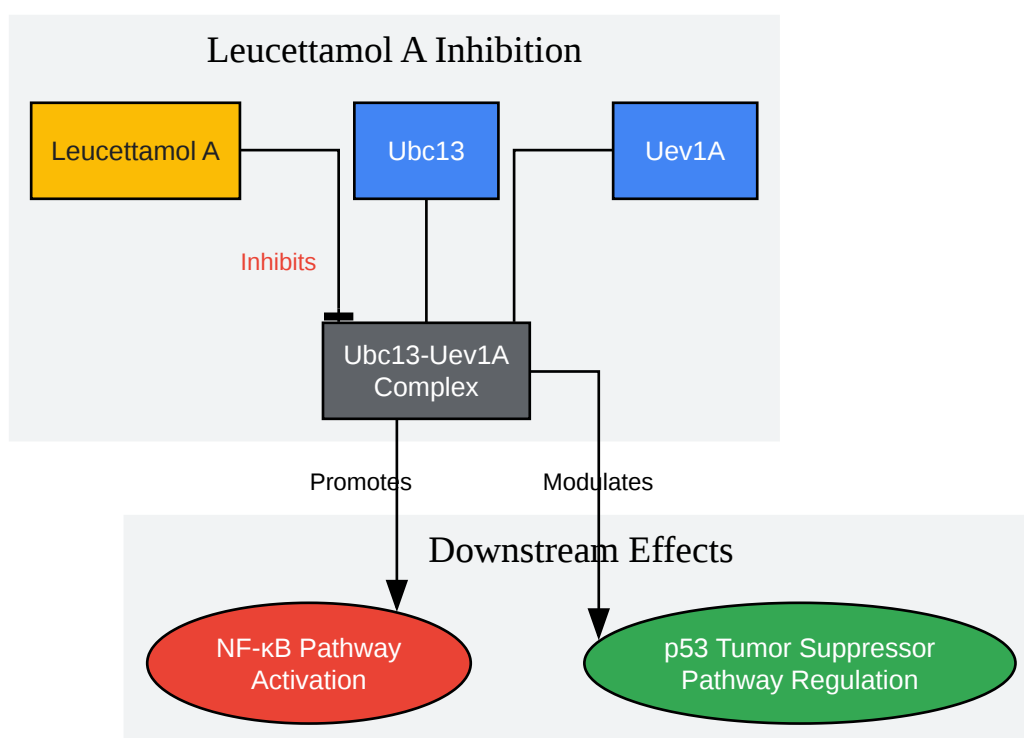 Leucettamol A Inhibition
Leucettamol A
Ubc13
Uev1A
Inhibits
Ubc13-Uev1A
Complex
Promotes
Modulates
Downstream Effects
NF-κB Pathway
Activation
p53 Tumor Suppressor
Pathway Regulation